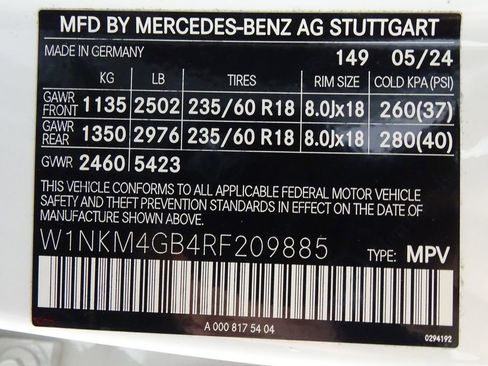 MFD BY MERCEDES-BENZ AG STUTTGART
MADE IN GERMANY 149 05/24
KG LB TIRES RIM SIZE COLD KPA (PSI)
GAWR FRONT 1135 2502 235/60 R18 8.0Jx18 260(37)
GAWR REAR 1350 2976 235/60 R18 8.0Jx18 280(40)
GVWR 2460 5423
THIS VEHICLE CONFORMS TO ALL APPLICABLE FEDERAL MOTOR VEHICLE
SAFETY AND THEFT PREVENTION STANDARDS IN EFFECT ON THE DATE
OF MANUFACTURE SHOWN ABOVE.
W1NKM4GB4RF209885 TYPE: MPV
A 000 817 54 04
0294192